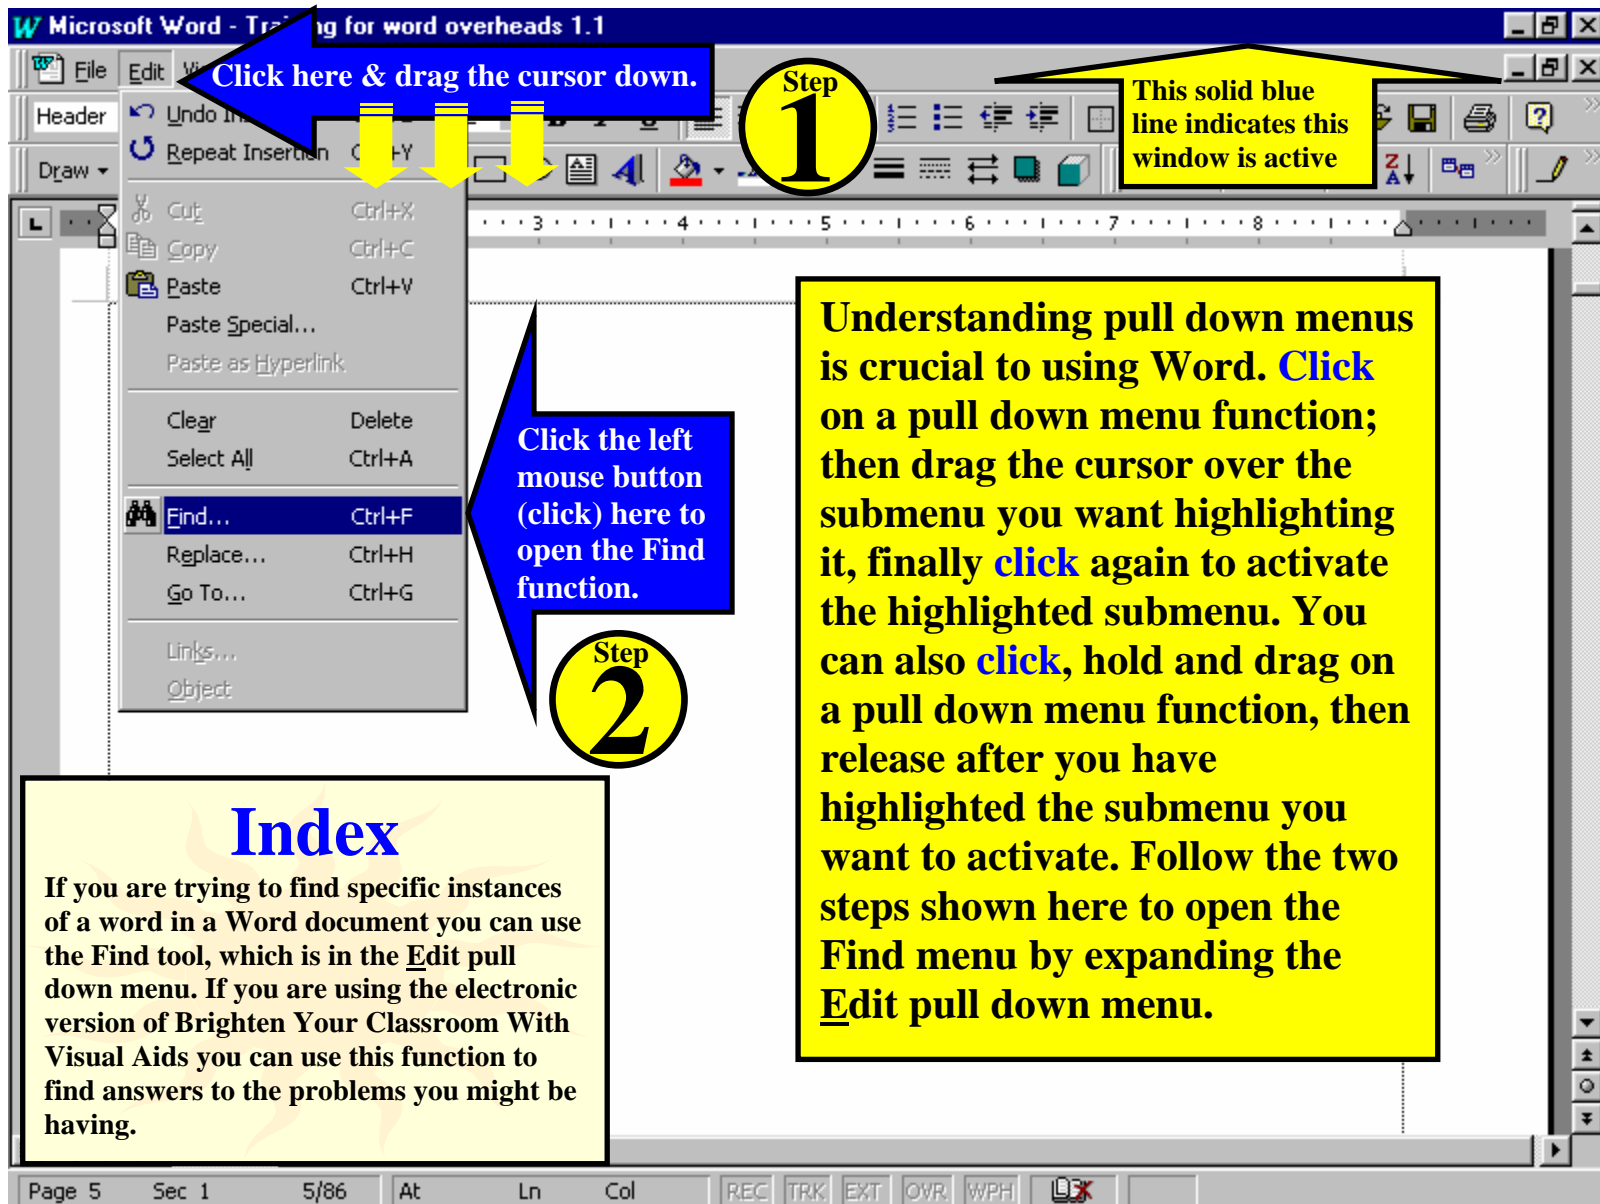 Microsoft Word - Tr ng for word overheads 1.1
File Edit
Click here & drag the cursor down.
Step
1
This solid blue
line indicates this
window is active
Header
Draw
Undo
Repeat Insertion
Cut Ctrl+X
Copy Ctrl+C
Paste Ctrl+V
Paste Special...
Paste as Hyperlink
Clear Delete
Select All Ctrl+A
Find... Ctrl+F
Replace... Ctrl+H
Go To... Ctrl+G
Links...
Object
3 4 5 6 7 8
Click the left
mouse button
(click) here to
open the Find
function.
Step
2
Understanding pull down menus
is crucial to using Word. Click
on a pull down menu function;
then drag the cursor over the
submenu you want highlighting
it, finally click again to activate
the highlighted submenu. You
can also click, hold and drag on
a pull down menu function, then
release after you have
highlighted the submenu you
want to activate. Follow the two
steps shown here to open the
Find menu by expanding the
Edit pull down menu.
Index
If you are trying to find specific instances
of a word in a Word document you can use
the Find tool, which is in the Edit pull
down menu. If you are using the electronic
version of Brighten Your Classroom With
Visual Aids you can use this function to
find answers to the problems you might be
having.
Page 5 Sec 1 5/86 At Ln Col REC TRK EXT OVR WPH